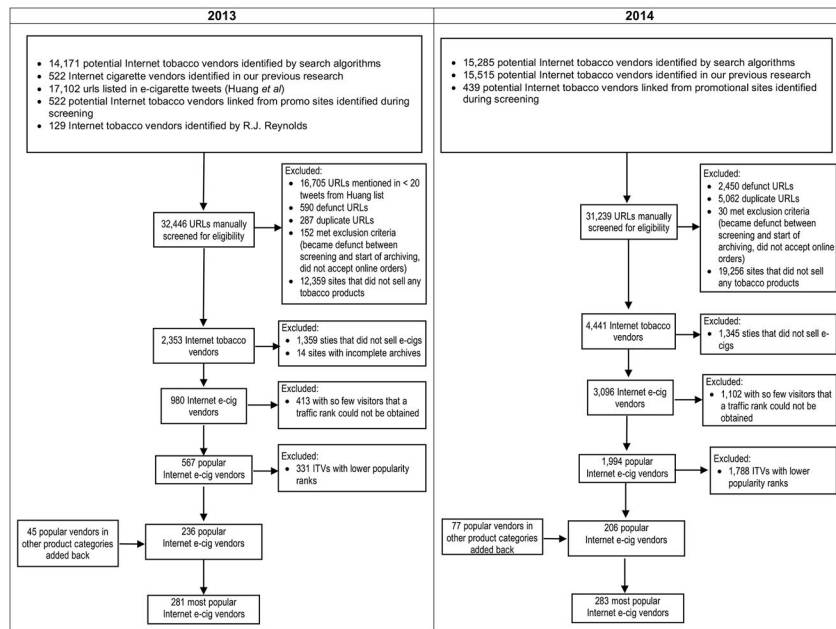 2013
• 14,171 potential Internet tobacco vendors identified by search algorithms
• 522 Internet cigarette vendors identified in our previous research
• 17,102 urls listed in e-cigarette tweets (Huang et al)
• 522 potential Internet tobacco vendors linked from promo sites identified during
screening
• 129 Internet tobacco vendors identified by R.J. Reynolds
32,446 URLs manually
screened for eligibility
Excluded:
• 16,705 URLs mentioned in < 20
tweets from Huang list
• 590 defunct URLs
• 287 duplicate URLs
• 152 met exclusion criteria
(became defunct between
screening and start of archiving,
did not accept online orders)
• 12,359 sites that did not sell any
tobacco products
2,353 Internet tobacco
vendors
Excluded:
• 1,359 sties that did not sell e-cigs
• 14 sites with incomplete archives
980 Internet e-cig
vendors
Excluded:
• 413 with so few visitors that a
traffic rank could not be obtained
567 popular
Internet e-cig vendors
Excluded:
• 331 ITVs with lower popularity
ranks
45 popular vendors in
other product categories
added back
236 popular
Internet e-cig vendors
281 most popular
Internet e-cig vendors
2014
• 15,285 potential Internet tobacco vendors identified by search algorithms
• 15,515 potential Internet tobacco vendors identified in our previous research
• 439 potential Internet tobacco vendors linked from promotional sites identified
during screening
31,239 URLs manually
screened for eligibility
Excluded:
• 2,450 defunct URLs
• 5,062 duplicate URLs
• 30 met exclusion criteria
(became defunct between
screening and start of
archiving, did not accept online
orders)
• 19,256 sites that did not sell
any tobacco products
4,441 Internet tobacco
vendors
Excluded:
• 1,345 sties that did not sell e-
cigs
3,096 Internet e-cig
vendors
Excluded:
• 1,102 with so few visitors that
a traffic rank could not be
obtained
1,994 popular
Internet e-cig vendors
Excluded:
• 1,788 ITVs with lower
popularity ranks
77 popular vendors in
other product categories
added back
206 popular
Internet e-cig vendors
283 most popular
Internet e-cig vendors